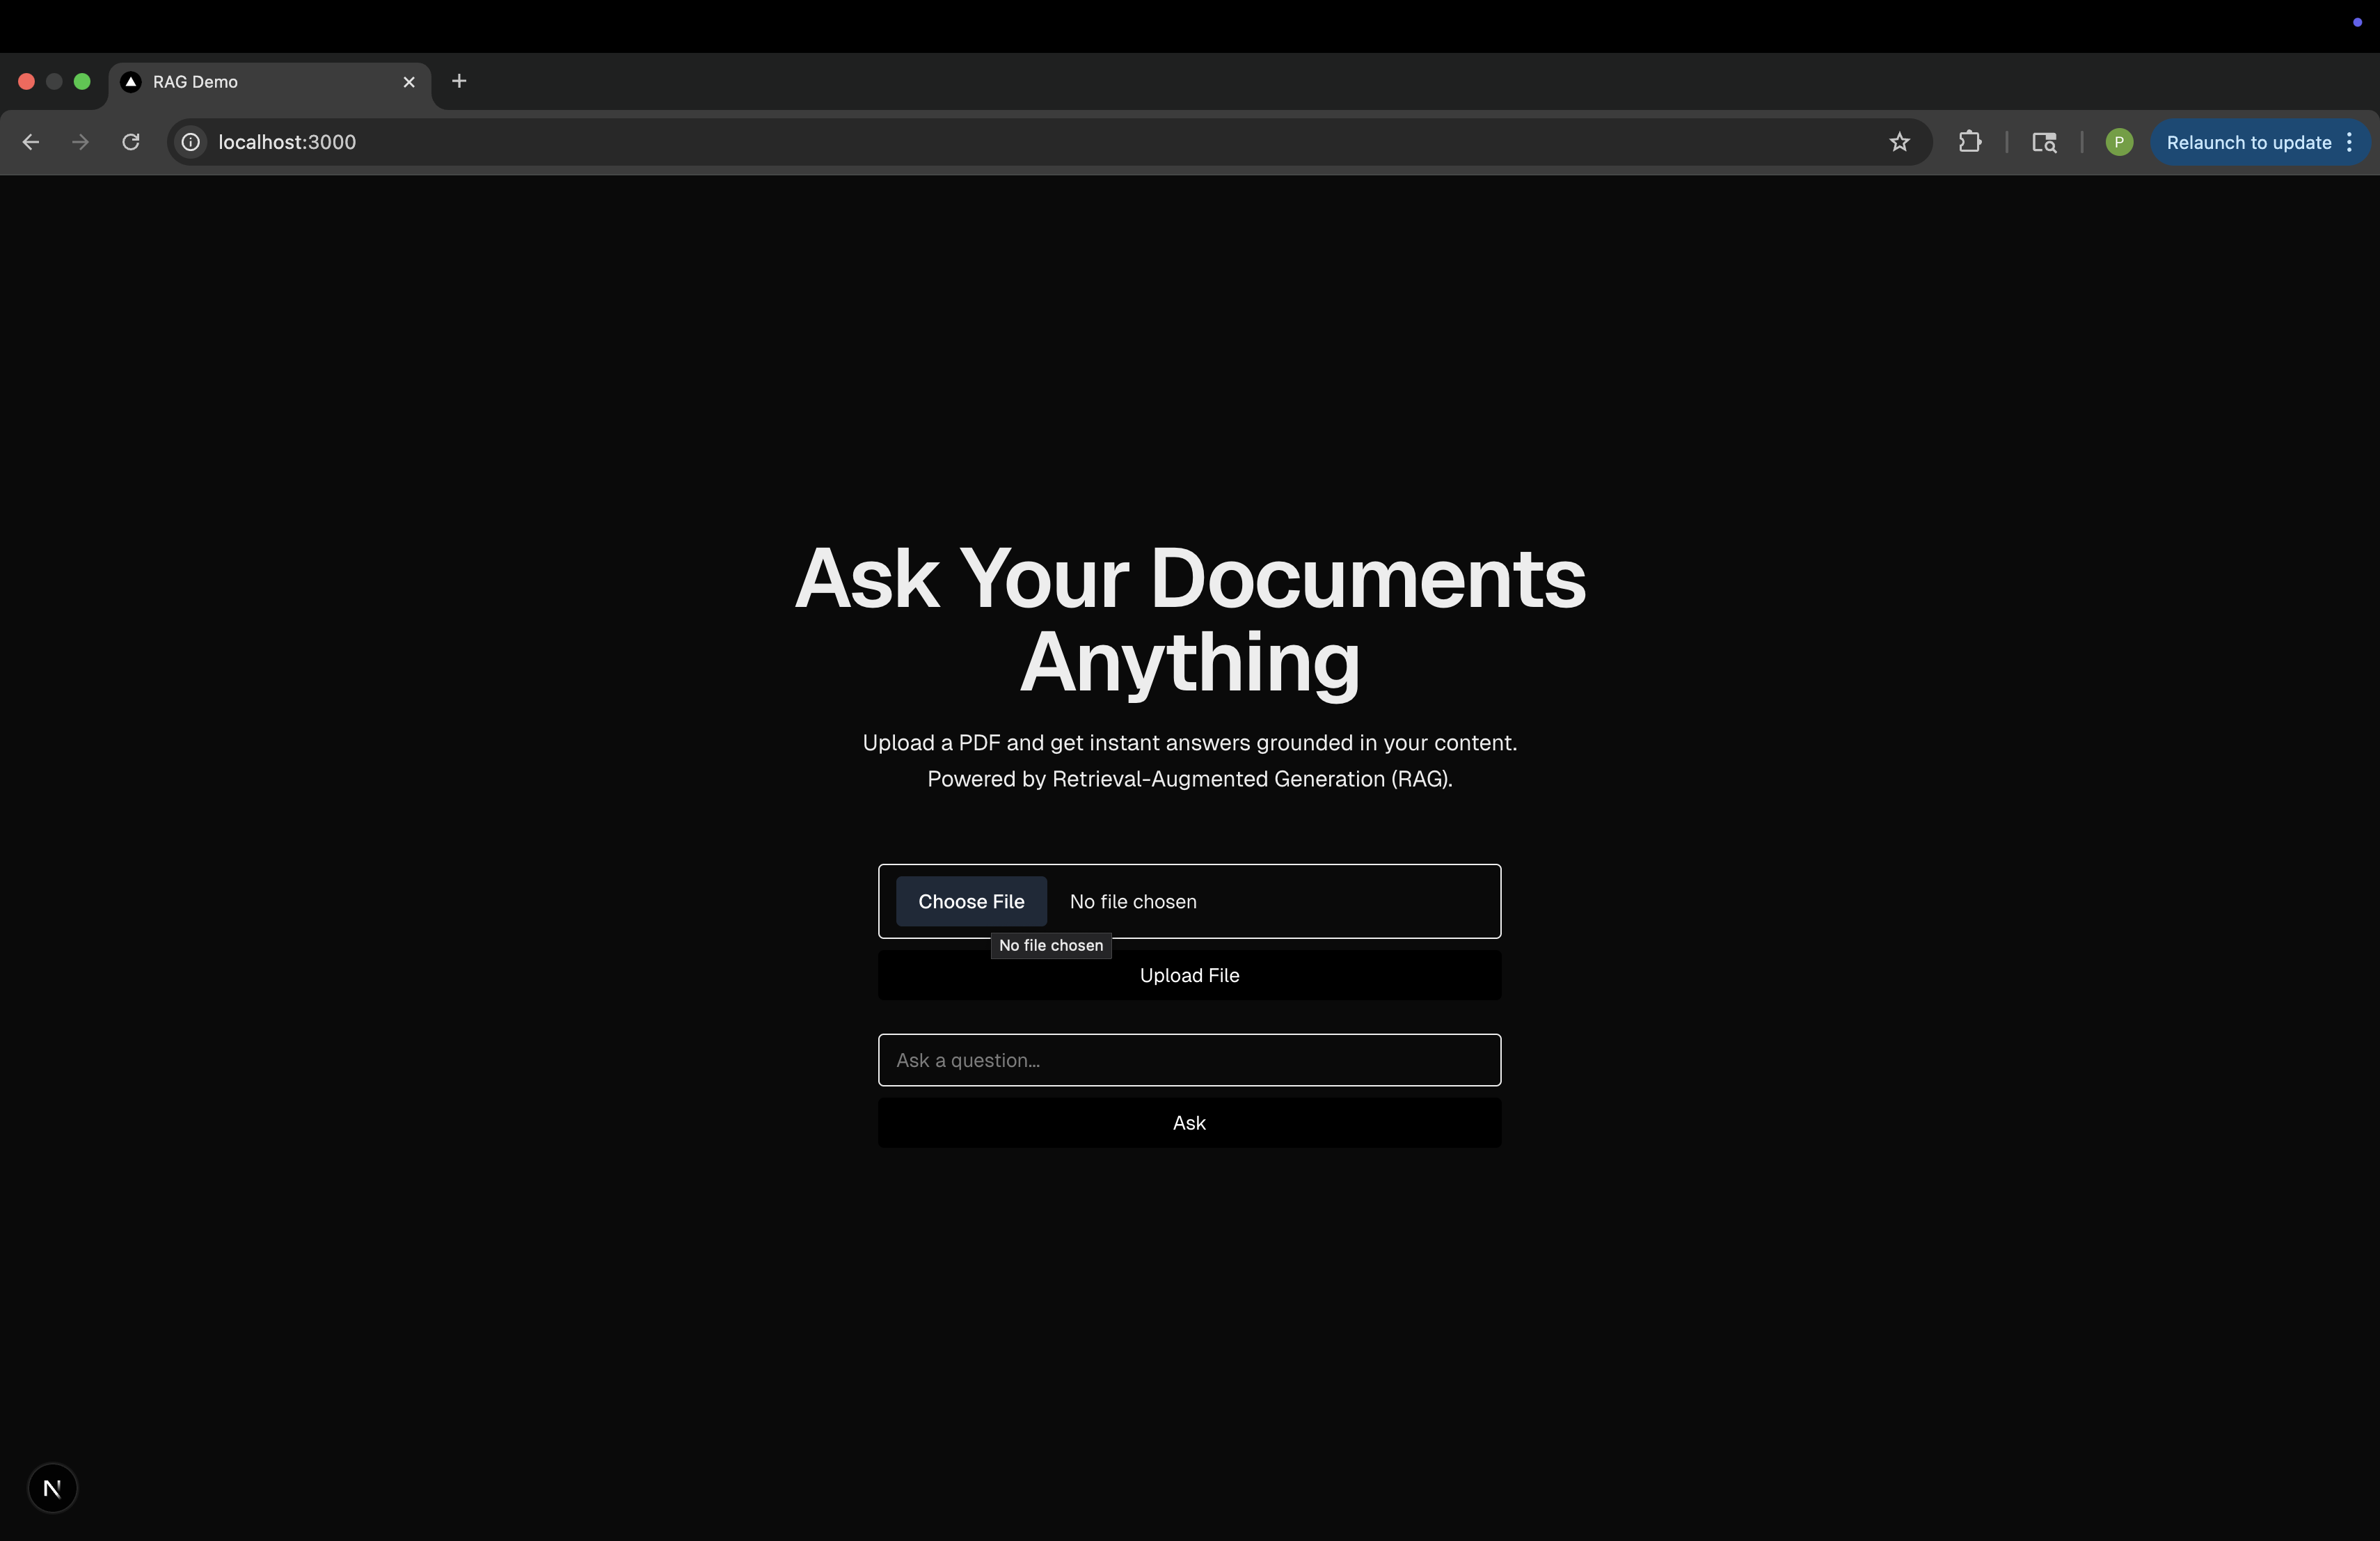 RAG Demo
localhost:3000
P
Relaunch to update
Ask Your Documents
Anything
Upload a PDF and get instant answers grounded in your content.
Powered by Retrieval-Augmented Generation (RAG).
Choose File
No file chosen
No file chosen
Upload File
Ask a question...
Ask
N